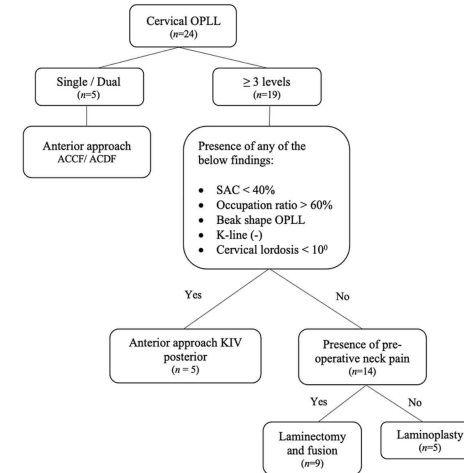 Cervical OPLL
(n=24)
Single / Dual
(n=5)
≥ 3 levels
(n=19)
Anterior approach
ACCF/ ACDF
Presence of any of the
below findings:
• SAC < 40%
• Occupation ratio > 60%
• Beak shape OPLL
• K-line (-)
• Cervical lordosis < 10⁰
Yes
No
Anterior approach KIV
posterior
(n = 5)
Presence of pre-
operative neck pain
(n=14)
Yes
No
Laminectomy
and fusion
(n=9)
Laminoplasty
(n=5)